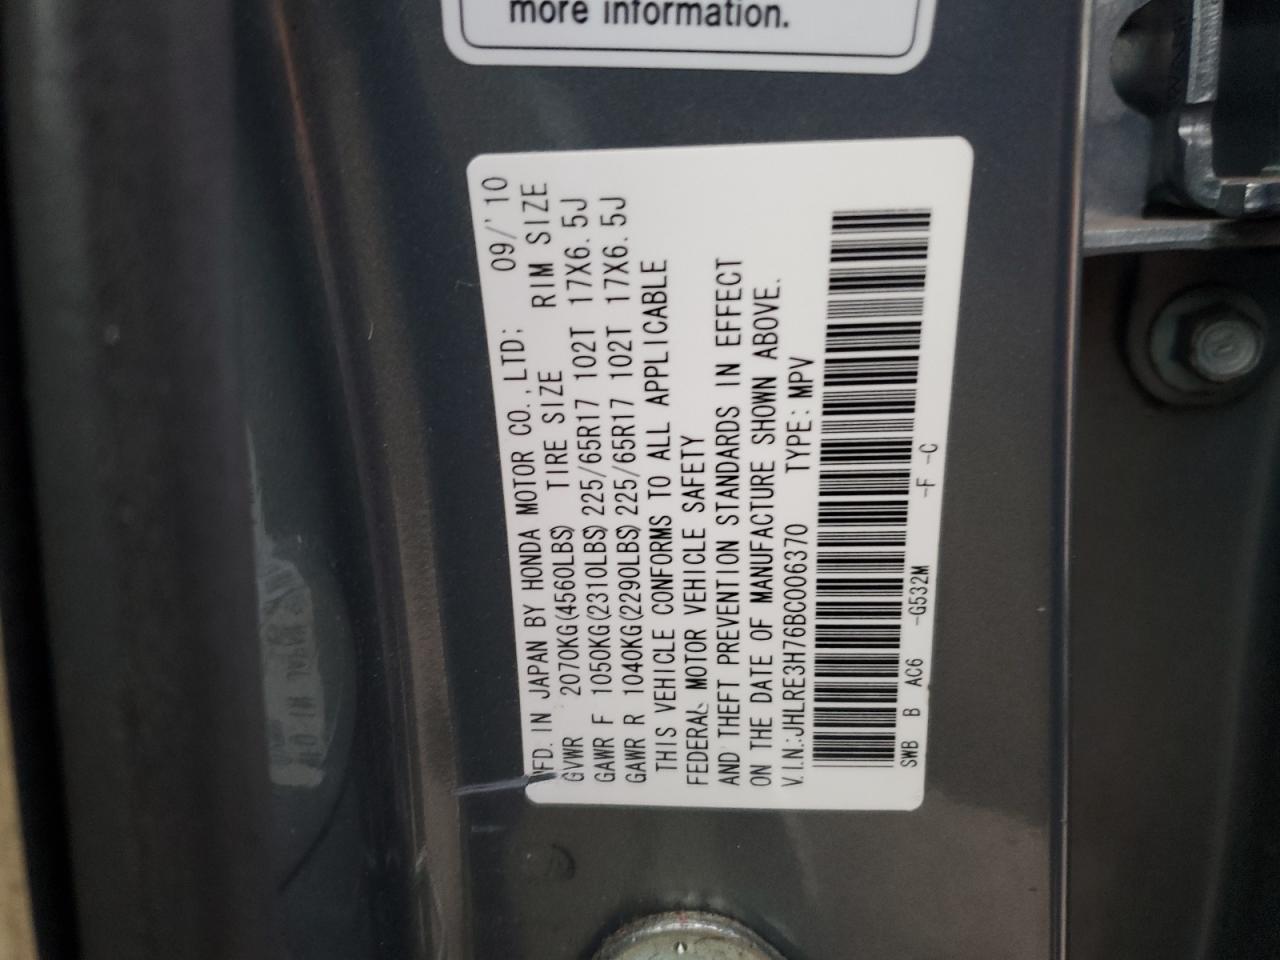 more information.
MFD. IN JAPAN BY HONDA MOTOR CO., LTD; 09/'10
GVWR 2070KG(4560LBS) TIRE SIZE RIM SIZE
GAWR F 1050KG(2310LBS) 225/65R17 102T 17X6.5J
GAWR R 1040KG(2290LBS) 225/65R17 102T 17X6.5J
THIS VEHICLE CONFORMS TO ALL APPLICABLE
FEDERAL MOTOR VEHICLE SAFETY
AND THEFT PREVENTION STANDARDS IN EFFECT
ON THE DATE OF MANUFACTURE SHOWN ABOVE.
V.I.N.:JHLRE3H76BC006370 TYPE:MPV
SWB B AC6 -G532M -F -C